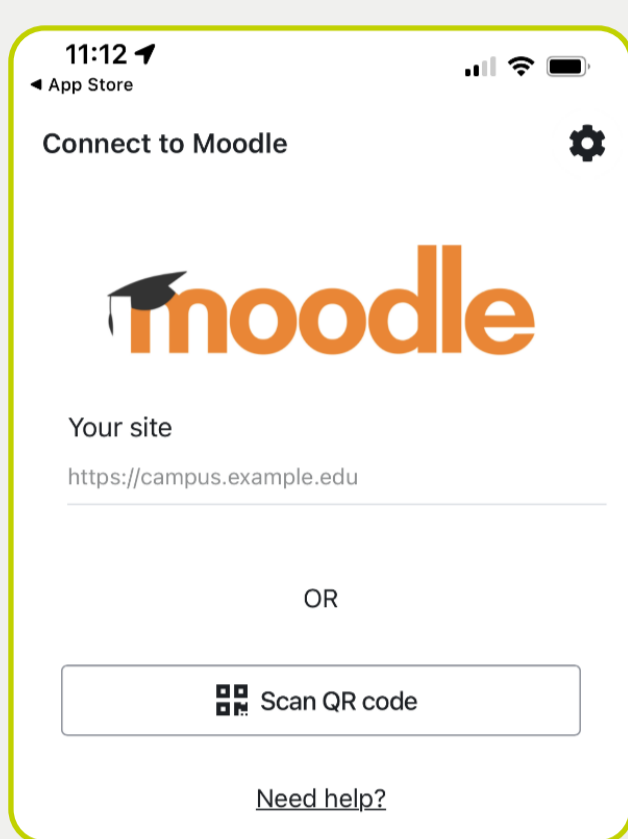 11:12
◀ App Store
Connect to Moodle
moodle
Your site
https://campus.example.edu
OR
Scan QR code
Need help?